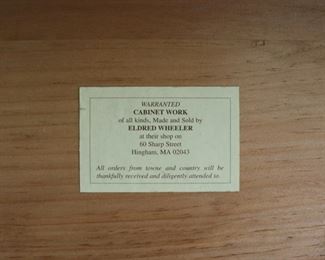 WARRANTED
CABINET WORK
of all kinds, Made and Sold by
ELDRED WHEELER
at their shop on
60 Sharp Street
Hingham, MA 02043
All orders from towne and country will be
thankfully received and diligently attended to.